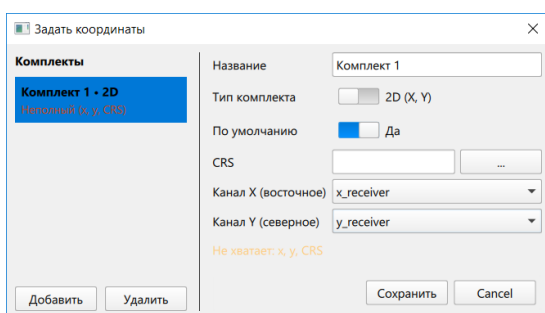 Задать координаты
Комплекты
Комплект 1 • 2D
Неполный (x, y, CRS)
Добавить
Удалить
Название
Комплект 1
Тип комплекта
2D (X, Y)
По умолчанию
Да
CRS
...
Канал X (восточное)
x_receiver
Канал Y (северное)
y_receiver
Не хватает: x, y, CRS
Сохранить
Cancel